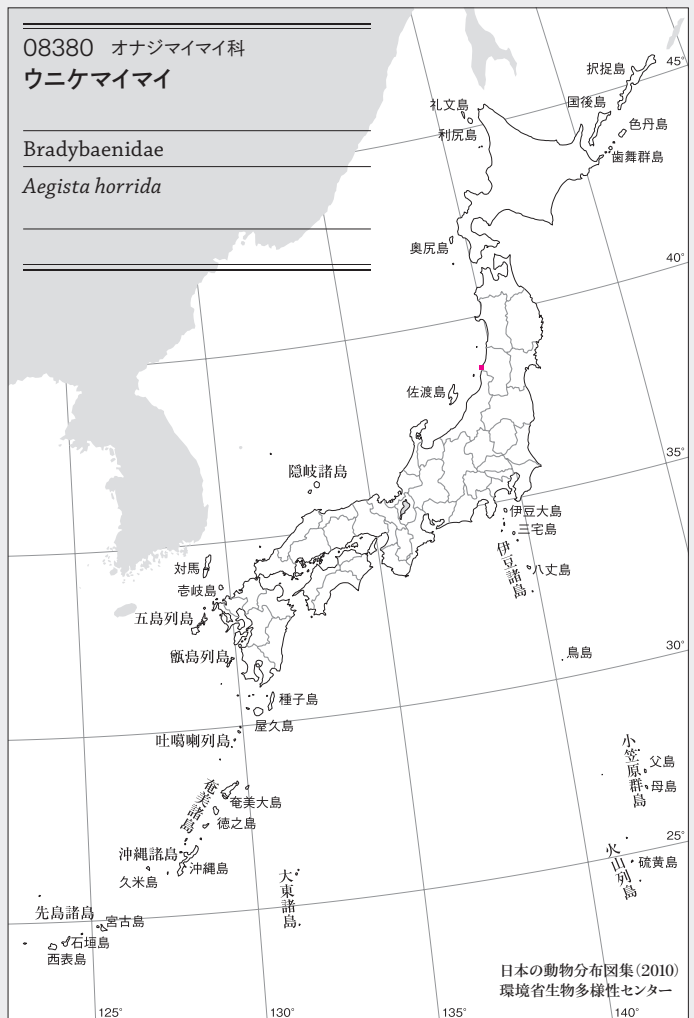 08380 オナジマイマイ科
ウニケマイマイ
Bradybaenidae
Aegista horrida
択捉島
45°
礼文島
国後島
色丹島
利尻島
歯舞群島
奥尻島
40°
佐渡島
35°
隠岐諸島
伊豆大島
三宅島
伊豆諸島
八丈島
対馬
壱岐島
五島列島
甑島列島
鳥島
30°
種子島
屋久島
吐噶喇列島
小笠原群島
父島
母島
奄美諸島
奄美大島
徳之島
25°
沖縄諸島
沖縄島
久米島
大東諸島
火山列島
硫黄島
先島諸島
宮古島
石垣島
西表島
日本の動物分布図集(2010)
環境省生物多様性センター
125°
130°
135°
140°